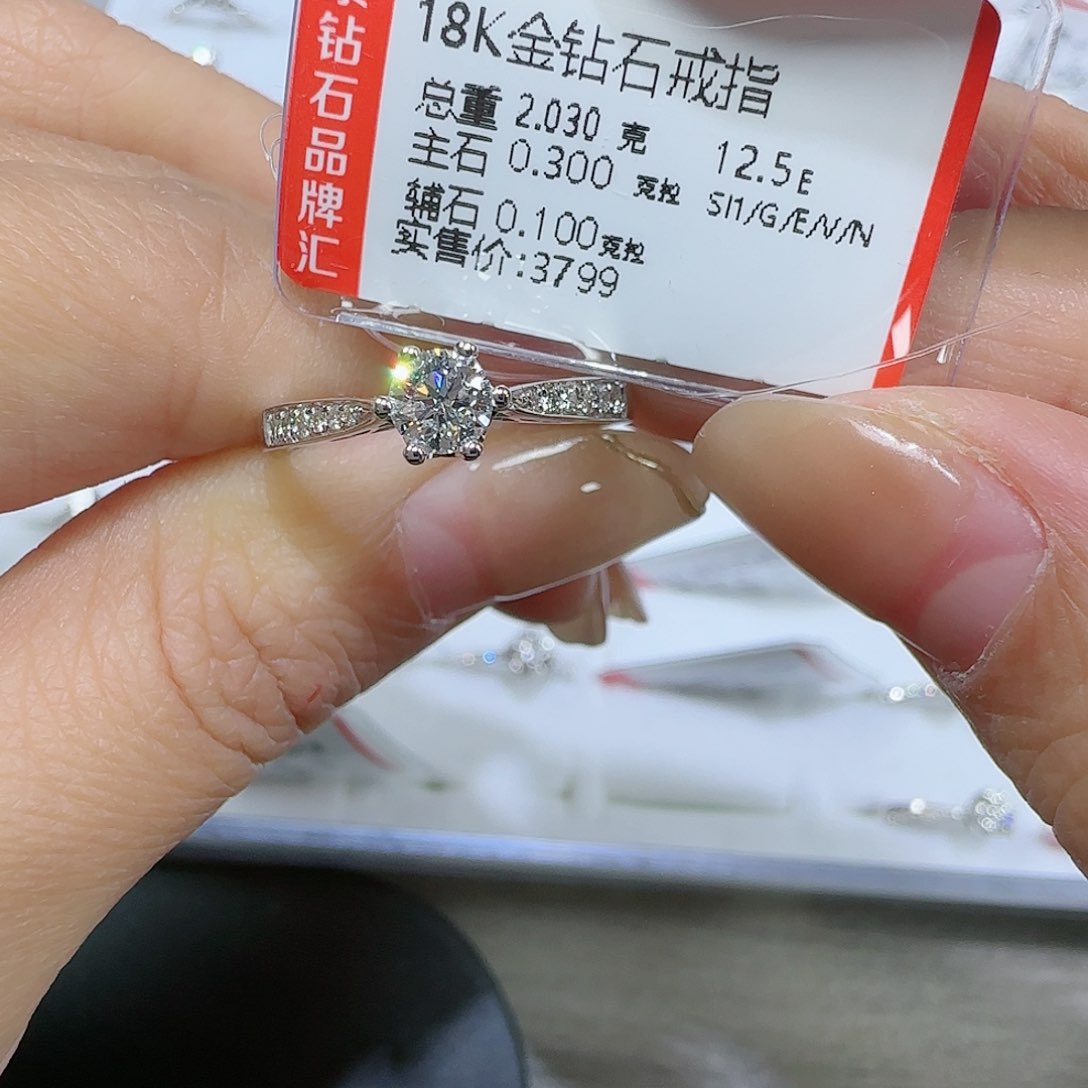 钻石品牌汇
18K金钻石戒指
总重 2.030 克 12.5E
主石 0.300 克拉 SI1/G/E/V/N
辅石 0.100克拉
实售价:3799